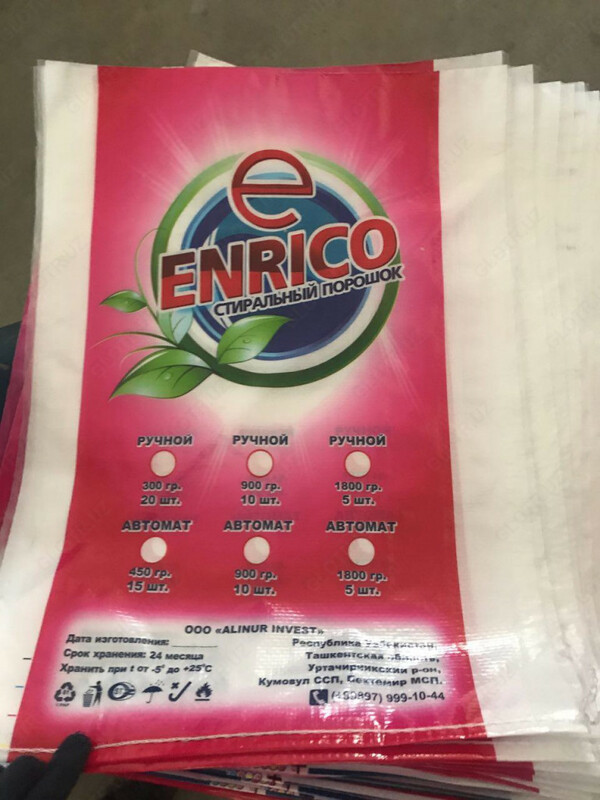 e
ENRICO
СТИРАЛЬНЫЙ ПОРОШОК
РУЧНОЙ РУЧНОЙ РУЧНОЙ
300 гр. 900 гр. 1800 гр.
20 шт. 10 шт. 5 шт.
АВТОМАТ АВТОМАТ АВТОМАТ
450 гр. 900 гр. 1800 гр.
15 шт. 10 шт. 5 шт.
ООО «ALINUR INVEST»
Дата изготовления:
Срок хранения: 24 месяца
Хранить при t от -5° до +25°C
Республика Узбекистан,
Ташкентская область,
Уртачирчикский р-он,
Кумовул ССП, Бектемир МСП.
999-10-44